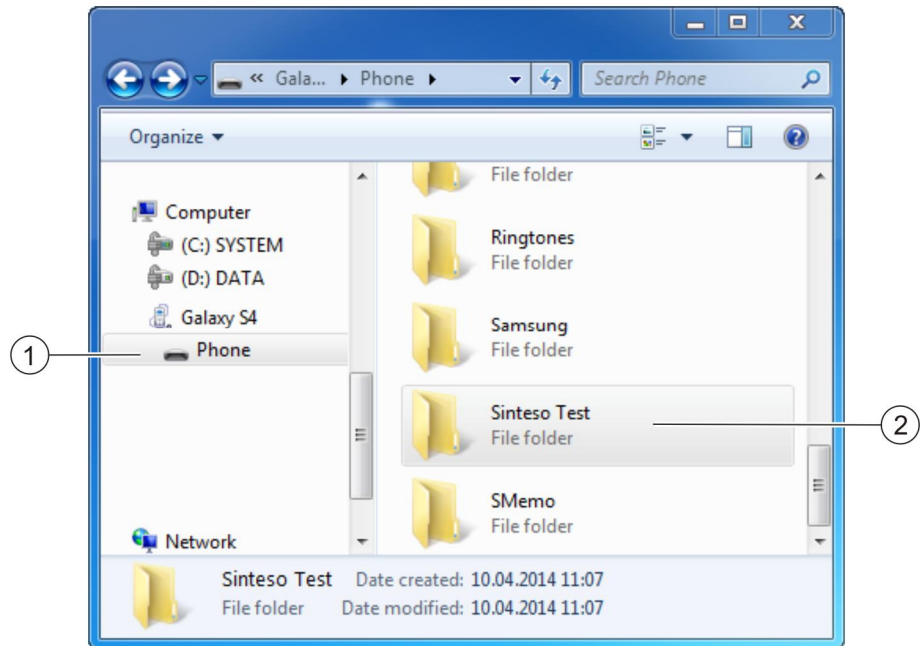 « Gala... Phone
Search Phone
Organize
Computer
(C:) SYSTEM
(D:) DATA
Galaxy S4
Phone
Network
File folder
Ringtones
File folder
Samsung
File folder
Sinteso Test
File folder
SMemo
File folder
Sinteso Test Date created: 10.04.2014 11:07
File folder Date modified: 10.04.2014 11:07
1
2